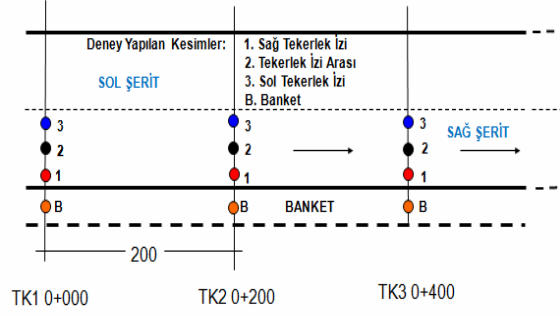 Deney Yapılan Kesimler: 1. Sağ Tekerlek İzi
2. Tekerlek İzi Arası
SOL ŞERİT
3. Sol Tekerlek İzi
B. Banket
3
3
3
SAĞ ŞERİT
2
2
2
1
1
1
B
B
BANKET
B
200
TK1 0+000
TK2 0+200
TK3 0+400